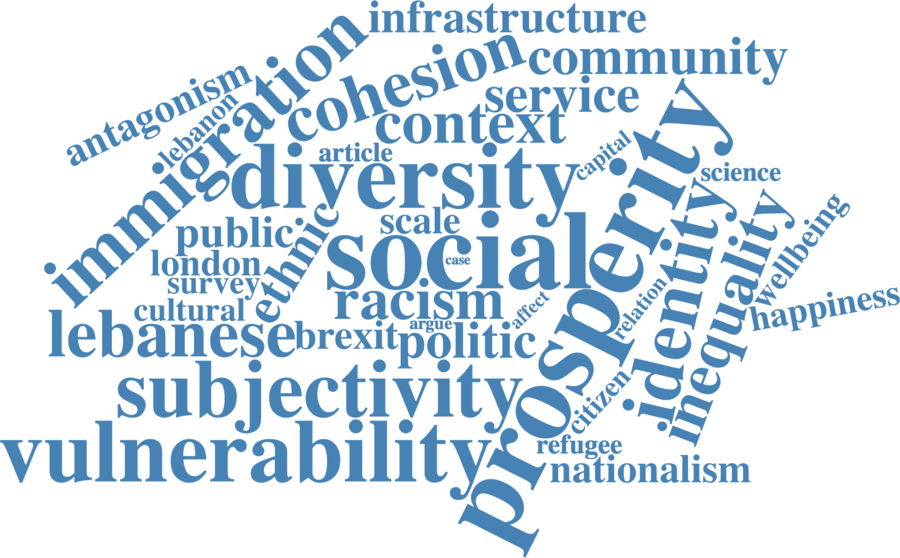 infrastructure
immigration
cohesion
community
antagonism
lebanon
service
context
article
capital
diversity
prosperity
science
public
ethnic
scale
identity
inequality
wellbeing
london
social
case
survey
cultural
racism
affect
relation
happiness
lebanese
brexit
argue
politic
subjectivity
citizen
vulnerability
refugee
nationalism